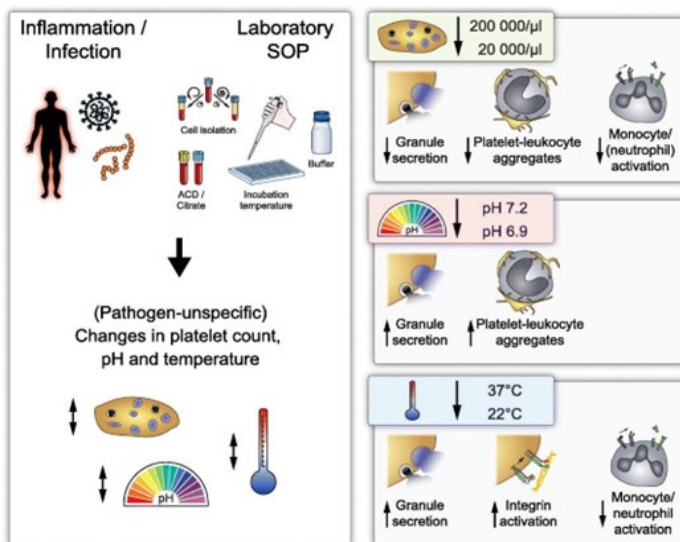 Inflammation /
Infection
Laboratory
SOP
Cell isolation
ACD /
Citrate
Incubation
temperature
Buffer
(Pathogen-unspecific)
Changes in platelet count,
pH and temperature
pH
200 000/µl
20 000/µl
Granule
secretion
Platelet-leukocyte
aggregates
Monocyte/
(neutrophil)
activation
pH
pH 7.2
pH 6.9
Granule
secretion
Platelet-leukocyte
aggregates
37°C
22°C
Granule
secretion
Integrin
activation
Monocyte/
neutrophil
activation